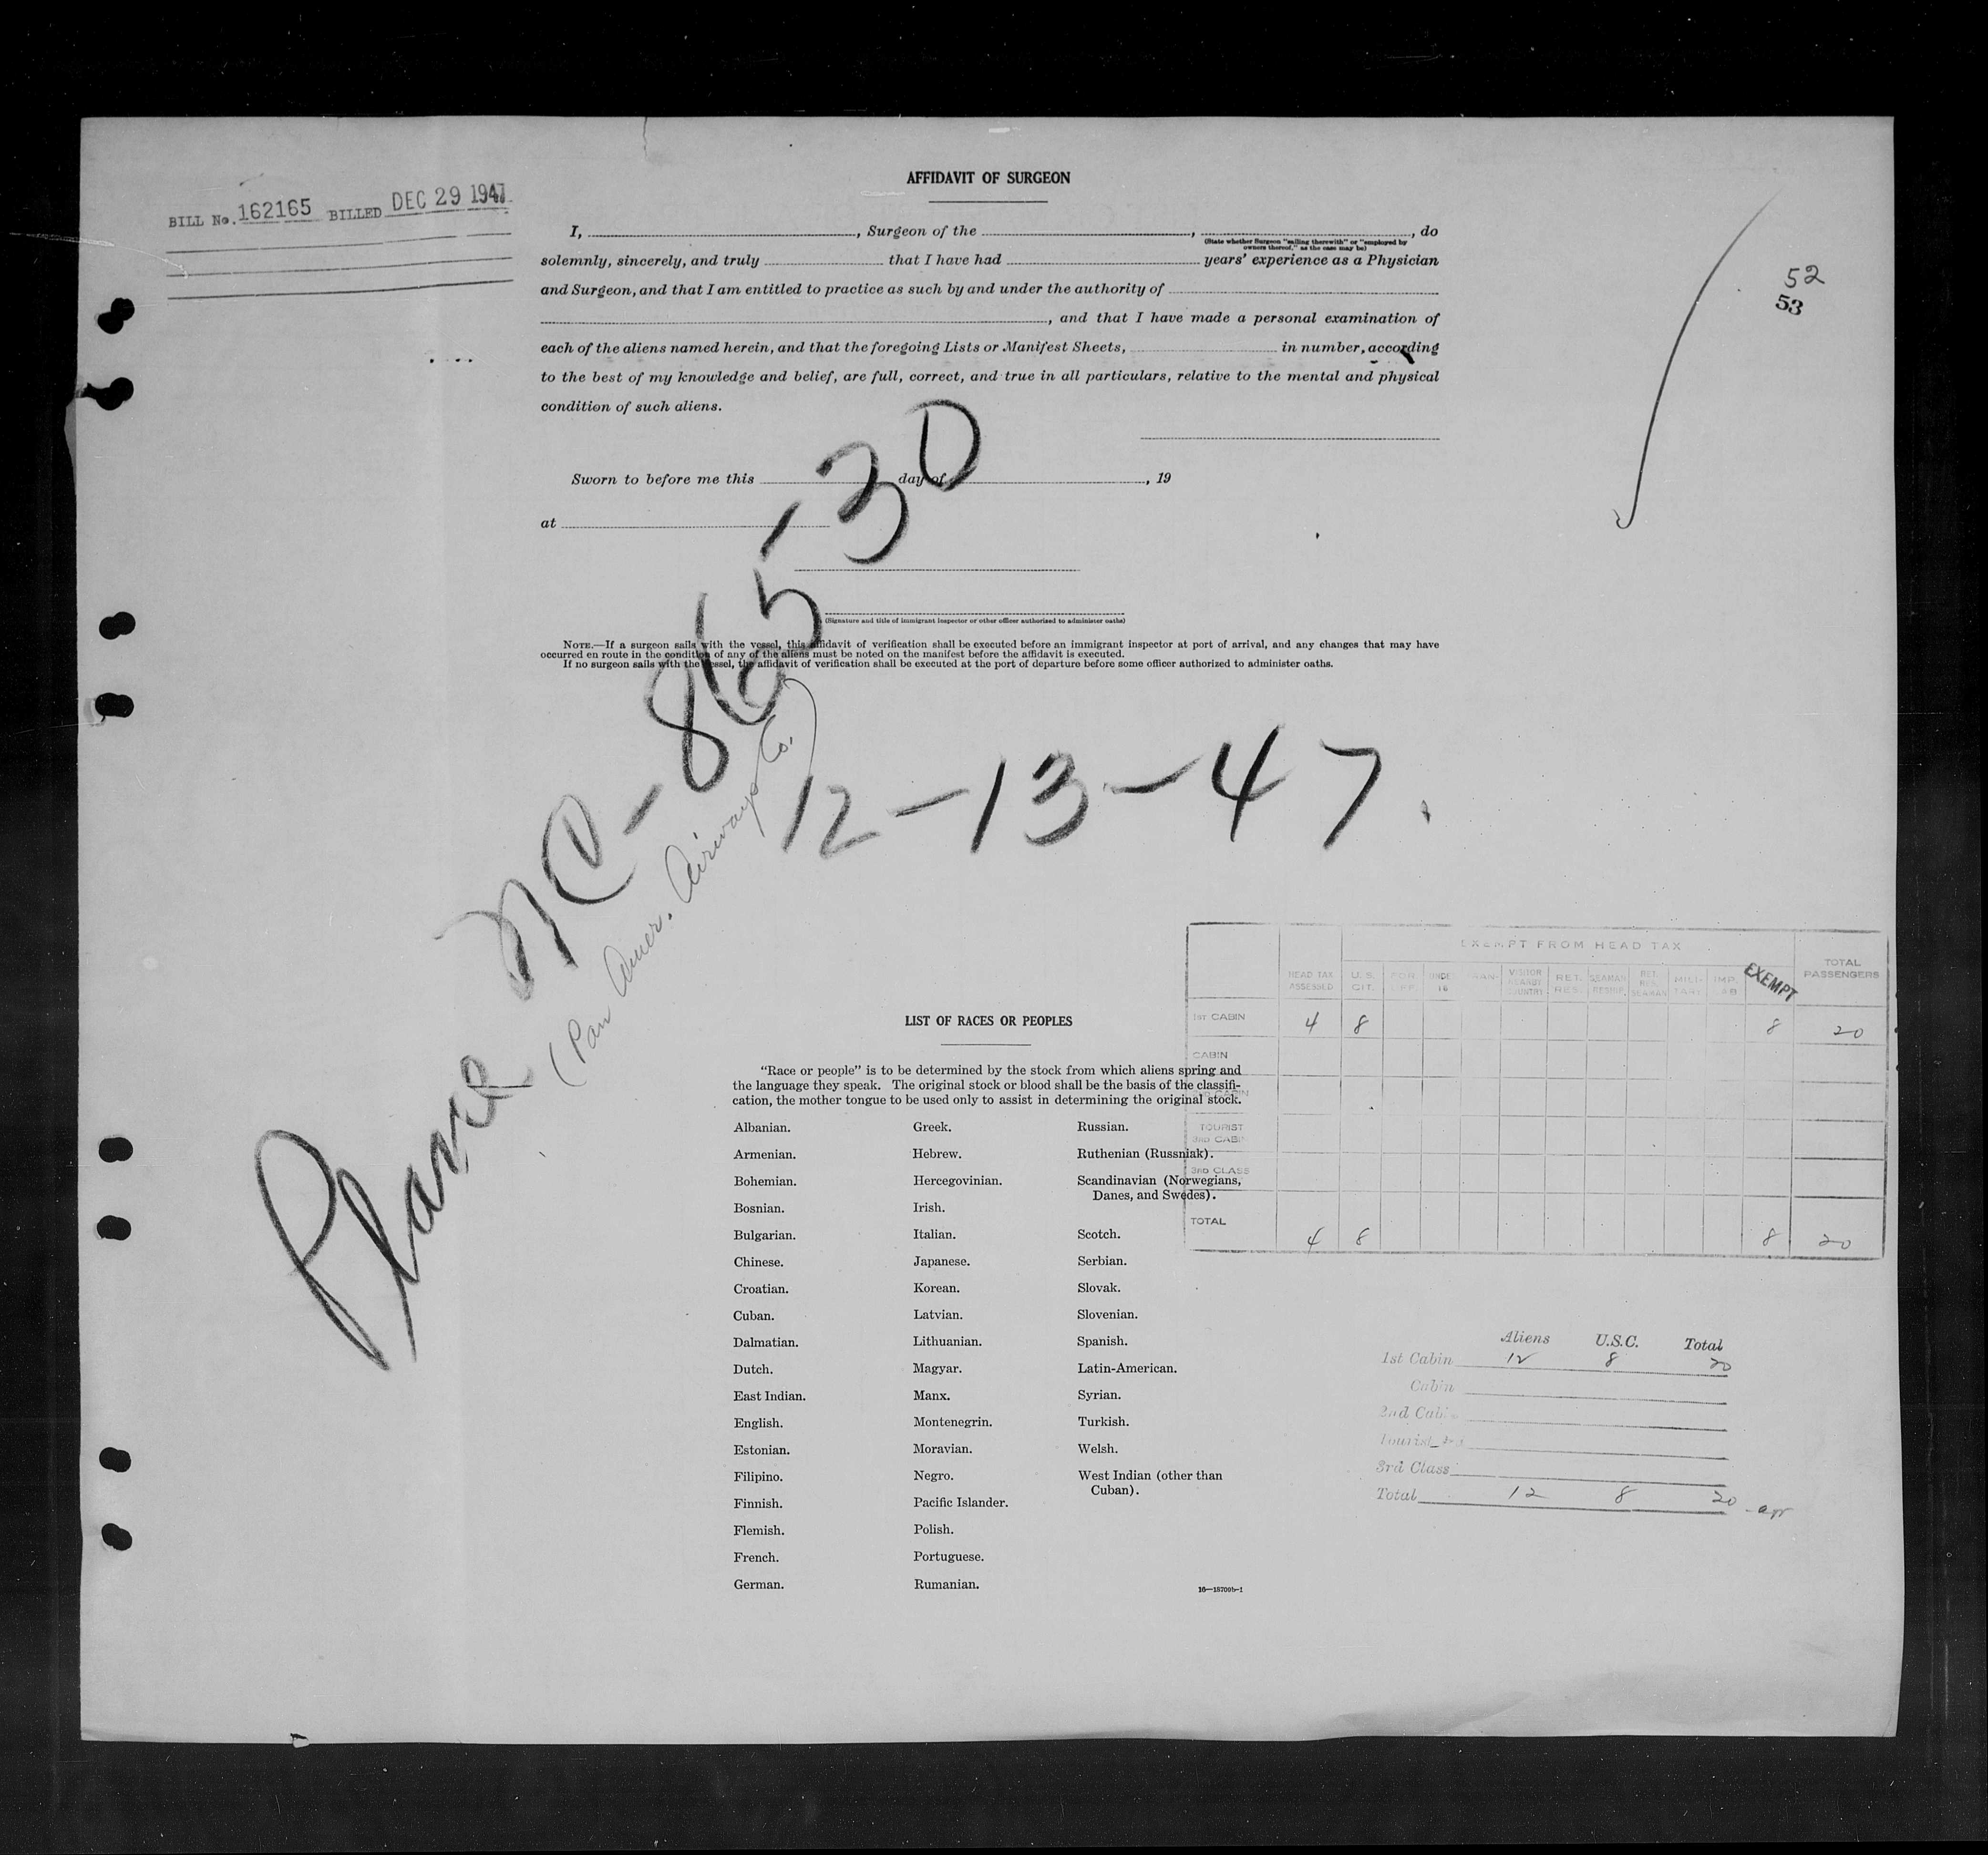 AFFIDAVIT OF SURGEON
BILL No. 162165 BILLED DEC 29 1947
I, , Surgeon of the , , do
(State whether Surgeon "sailing therewith" or "employed by
owners thereof," as the case may be)
solemnly, sincerely, and truly that I have had years' experience as a Physician
and Surgeon, and that I am entitled to practice as such by and under the authority of
, and that I have made a personal examination of
each of the aliens named herein, and that the foregoing Lists or Manifest Sheets, in number, according
to the best of my knowledge and belief, are full, correct, and true in all particulars, relative to the mental and physical
condition of such aliens.
52
53
Sworn to before me this day of , 19
at
(Signature and title of immigrant inspector or other officer authorized to administer oaths)
NOTE.—If a surgeon sails with the vessel, this affidavit of verification shall be executed before an immigrant inspector at port of arrival, and any changes that may have
occurred en route in the condition of any of the aliens must be noted on the manifest before the affidavit is executed.
If no surgeon sails with the vessel, the affidavit of verification shall be executed at the port of departure before some officer authorized to administer oaths.
Plane NC-865-30
(Pan Amer. Airways Co.)
12-13-47.
EXEMPT FROM HEAD TAX
HEAD TAX ASSESSED U.S. CIT. VISITOR NEARBY COUNTRY RET. RES. RET. RES. SEAMAN EXEMPT TOTAL PASSENGERS
1ST CABIN 4 8 8 20
CABIN
TOURIST
3RD CABIN
3RD CLASS
TOTAL 4 8 8 20
LIST OF RACES OR PEOPLES
"Race or people" is to be determined by the stock from which aliens spring and
the language they speak. The original stock or blood shall be the basis of the classifi-
cation, the mother tongue to be used only to assist in determining the original stock.
Albanian.
Armenian.
Bohemian.
Bosnian.
Bulgarian.
Chinese.
Croatian.
Cuban.
Dalmatian.
Dutch.
East Indian.
English.
Estonian.
Filipino.
Finnish.
Flemish.
French.
German.
Greek.
Hebrew.
Hercegovinian.
Irish.
Italian.
Japanese.
Korean.
Latvian.
Lithuanian.
Magyar.
Manx.
Montenegrin.
Moravian.
Negro.
Pacific Islander.
Polish.
Portuguese.
Rumanian.
Russian.
Ruthenian (Russniak).
Scandinavian (Norwegians,
Danes, and Swedes).
Scotch.
Serbian.
Slovak.
Slovenian.
Spanish.
Latin-American.
Syrian.
Turkish.
Welsh.
West Indian (other than
Cuban).
16—18700b-1
Aliens U.S.C. Total
1st Cabin 12 8 20
Cabin
2nd Cabin
Tourist
3rd Class
Total 12 8 20